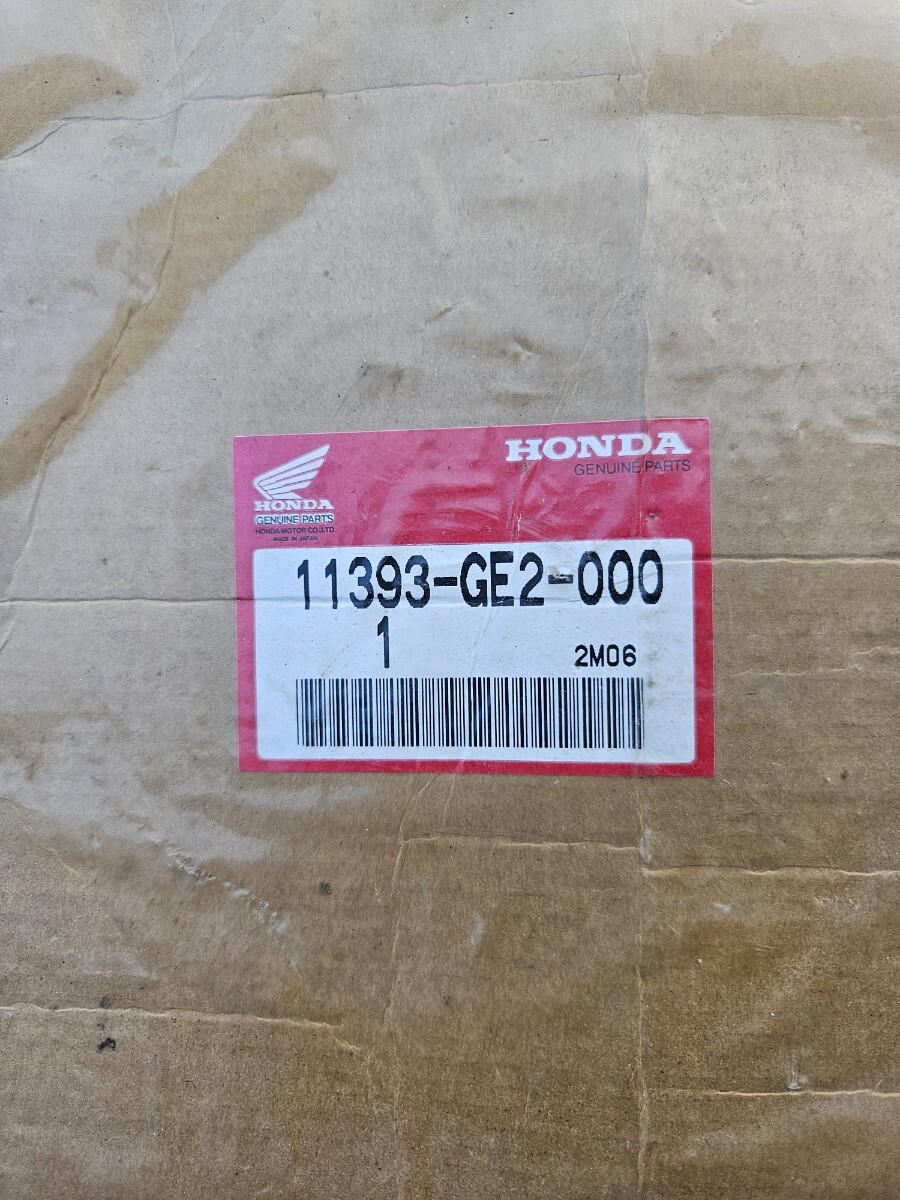 HONDA
GENUINE PARTS
HONDA
GENUINE PARTS
HONDA MOTOR CO.,LTD.
MADE IN JAPAN
11393-GE2-000
1
2M06